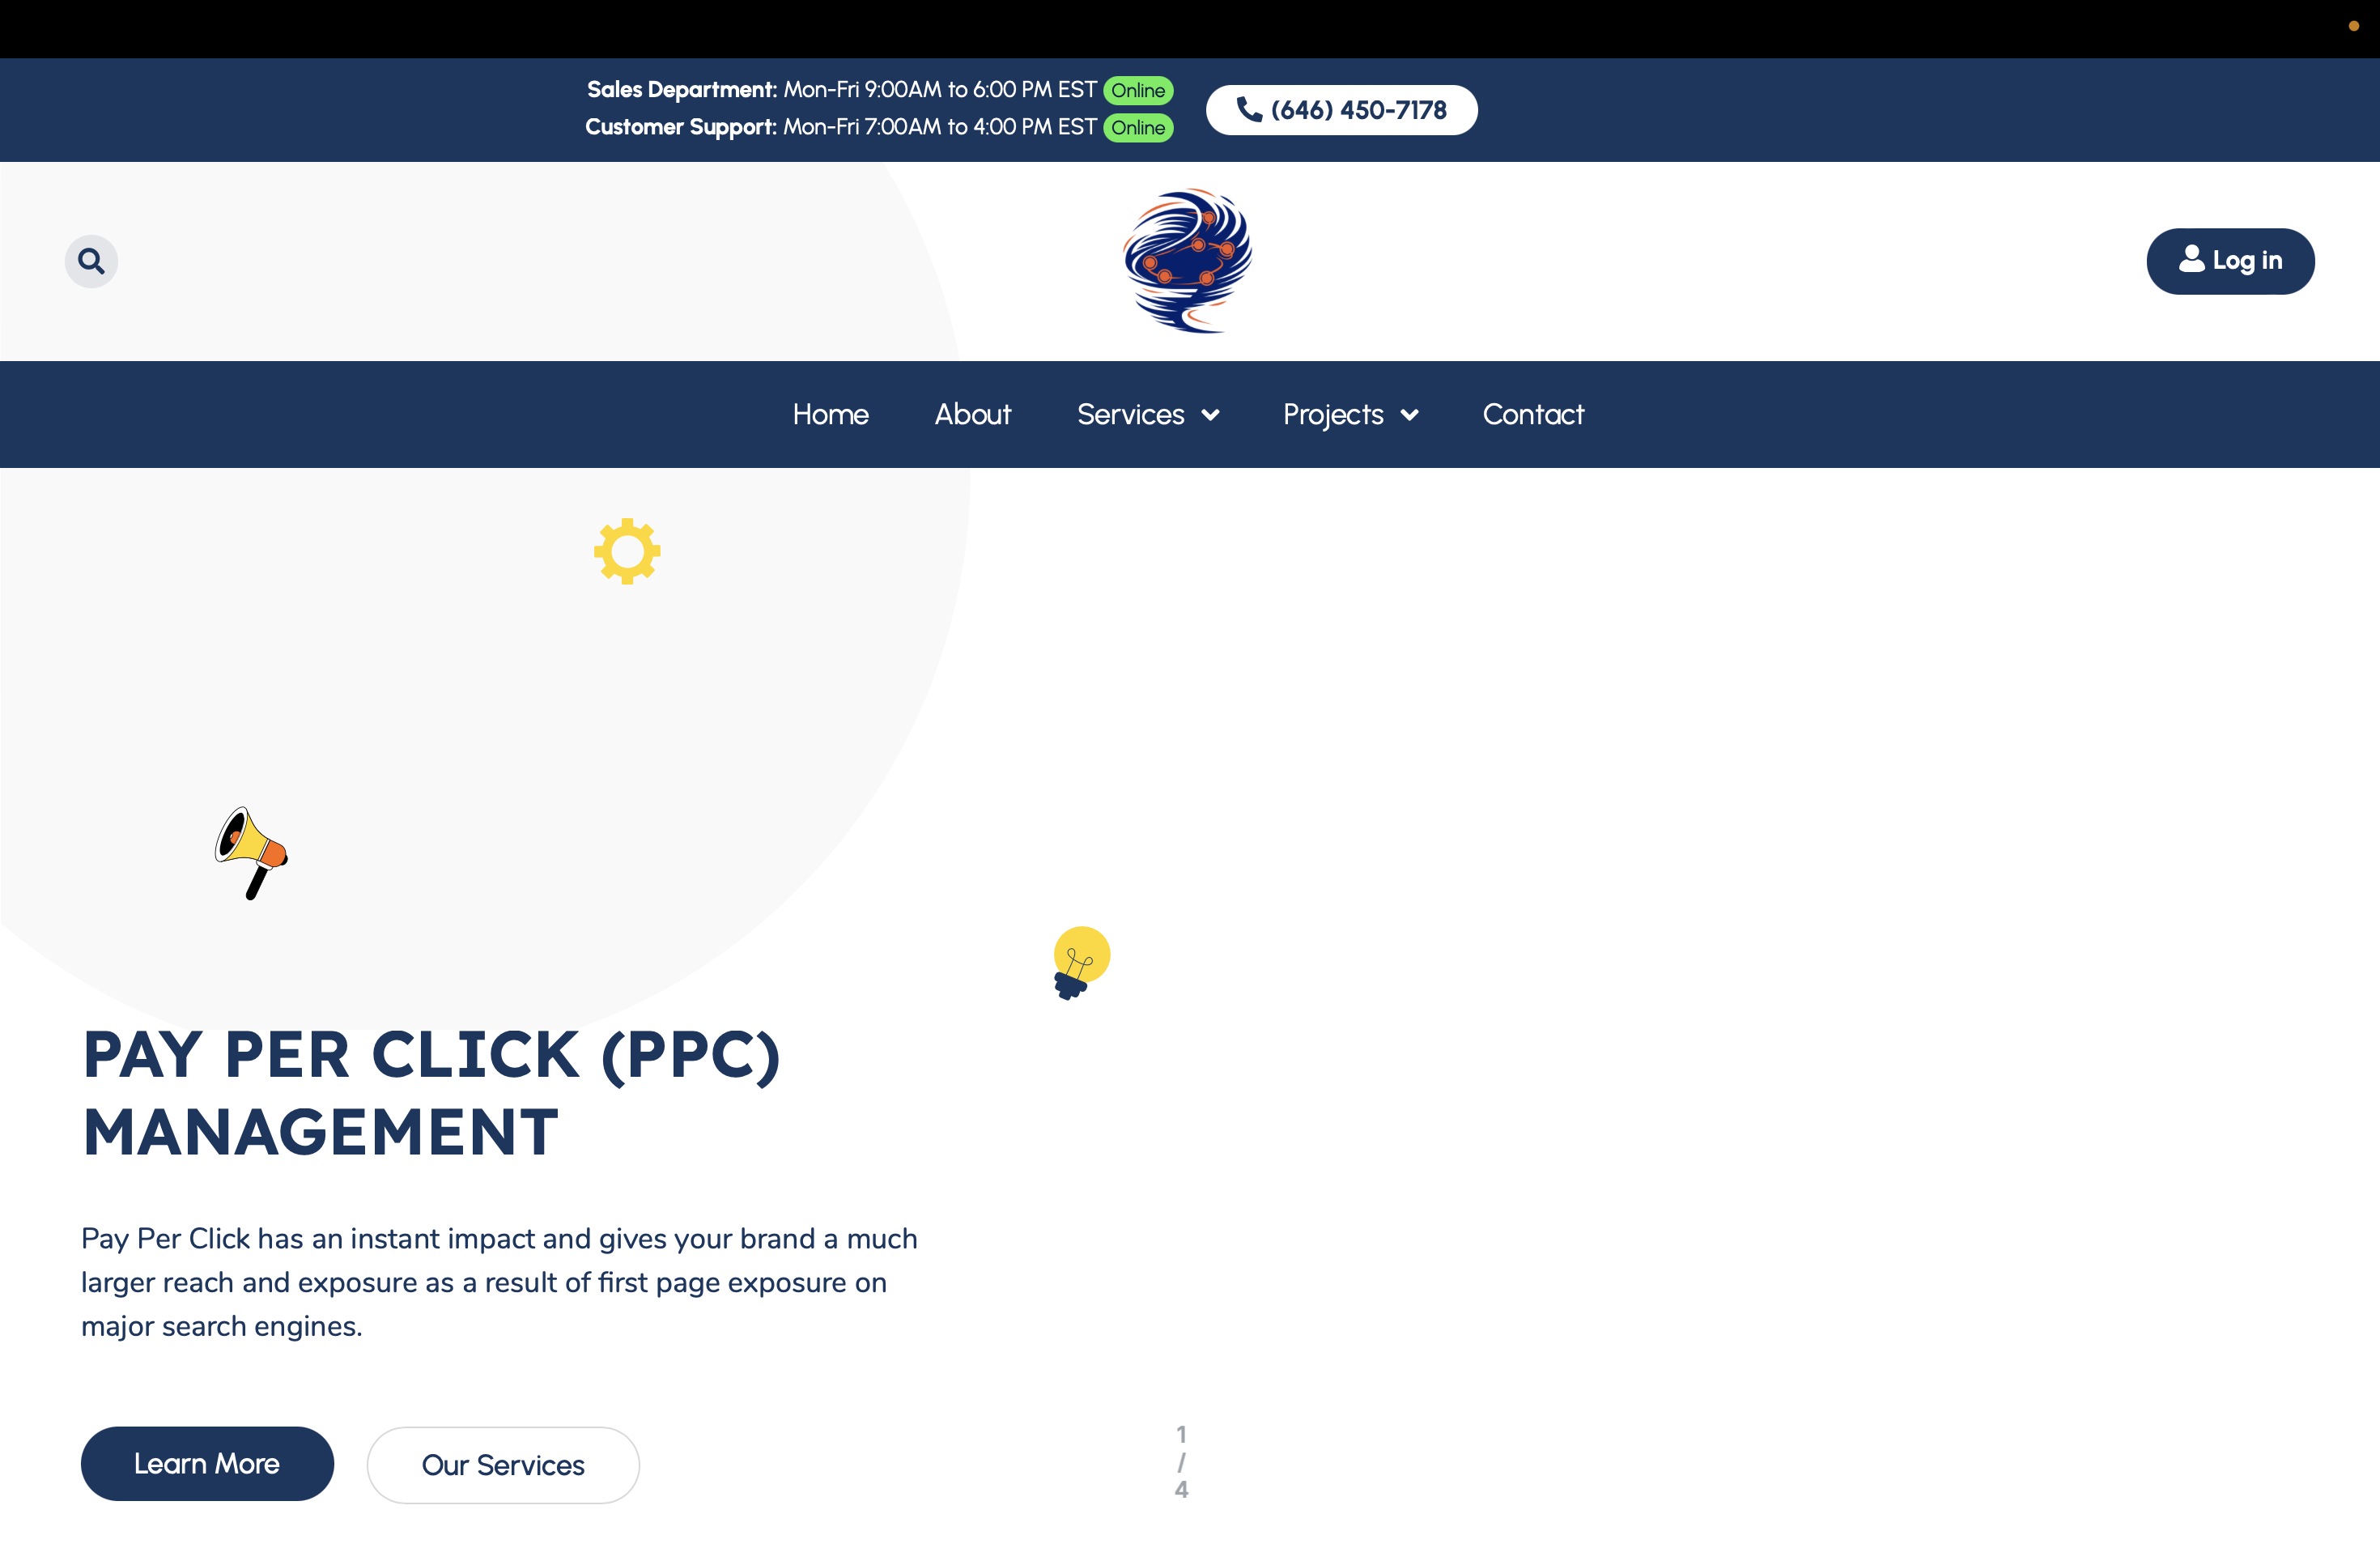 Sales Department: Mon-Fri 9:00AM to 6:00 PM EST Online
Customer Support: Mon-Fri 7:00AM to 4:00 PM EST Online
(646) 450-7178
Log in
Home About Services Projects Contact
PAY PER CLICK (PPC)
MANAGEMENT
Pay Per Click has an instant impact and gives your brand a much
larger reach and exposure as a result of first page exposure on
major search engines.
Learn More
Our Services
1
/
4